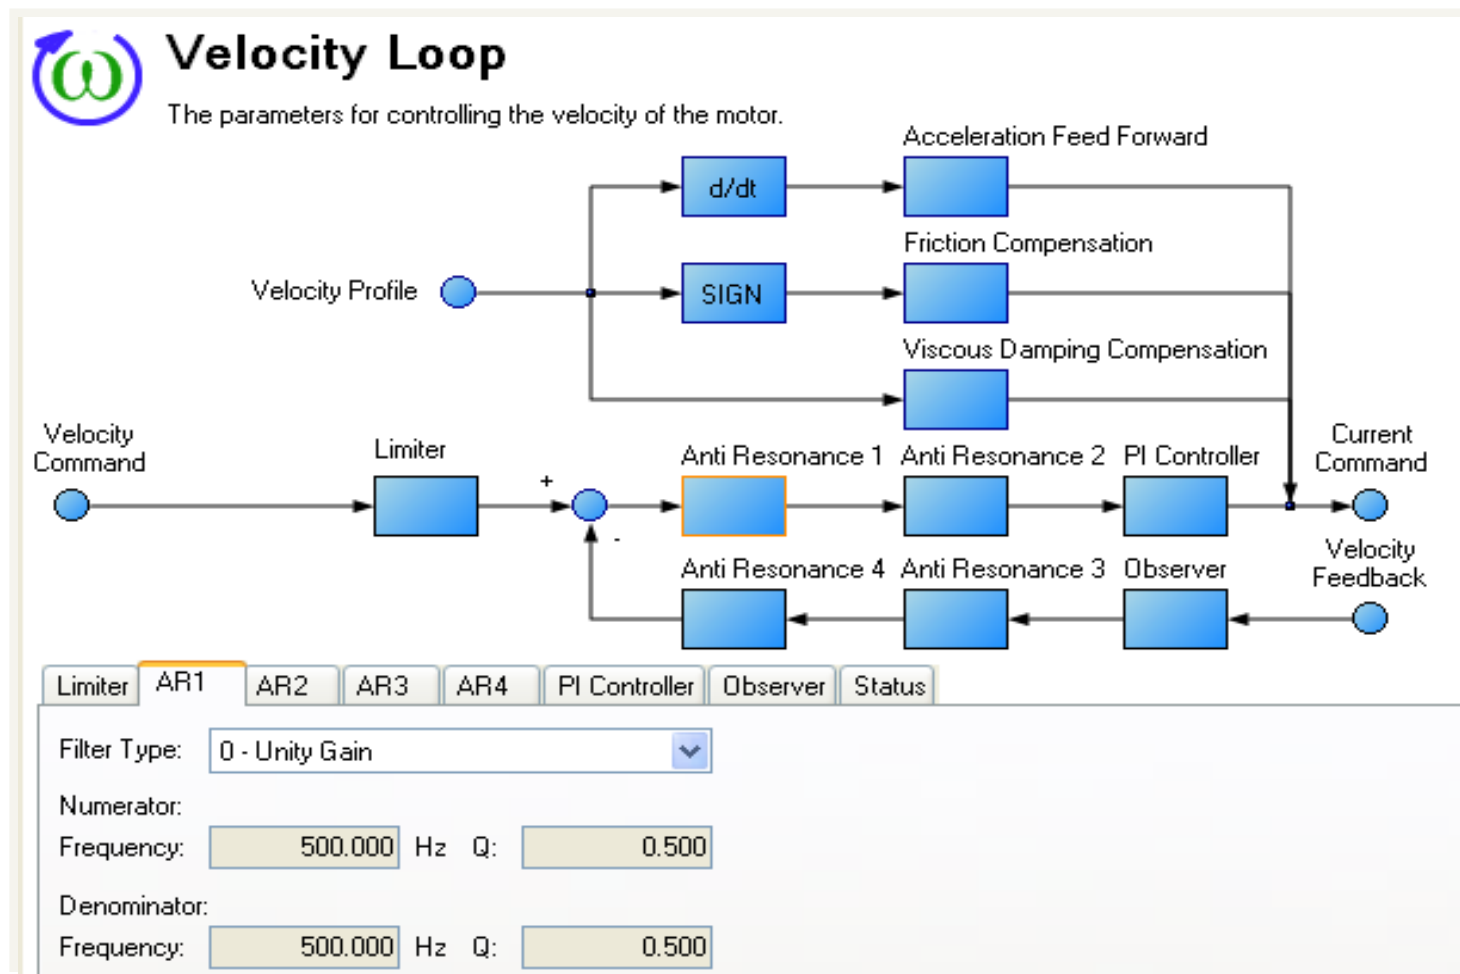 ω
Velocity Loop
The parameters for controlling the velocity of the motor.
Acceleration Feed Forward
d/dt
Friction Compensation
Velocity Profile
SIGN
Viscous Damping Compensation
Velocity
Command
Limiter
+
-
Anti Resonance 1
Anti Resonance 2
PI Controller
Current
Command
Anti Resonance 4
Anti Resonance 3
Observer
Velocity
Feedback
Limiter AR1 AR2 AR3 AR4 PI Controller Observer Status
Filter Type: 0 - Unity Gain
Numerator:
Frequency: 500.000 Hz Q: 0.500
Denominator:
Frequency: 500.000 Hz Q: 0.500